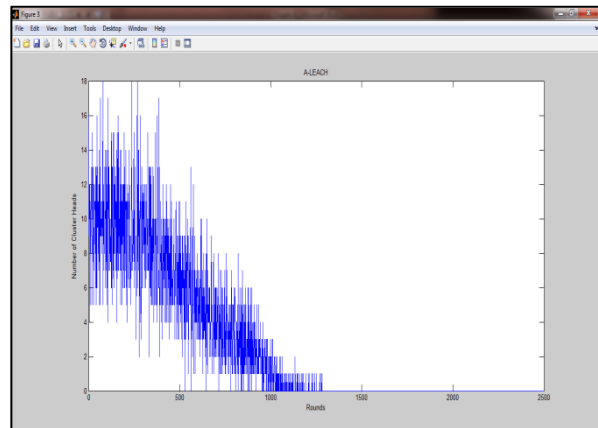 Figure 3
File Edit View Insert Tools Desktop Window Help
A-LEACH
18
16
14
12
10
8
6
4
2
0
Number of Cluster Heads
0 500 1000 1500 2000 2500
Rounds